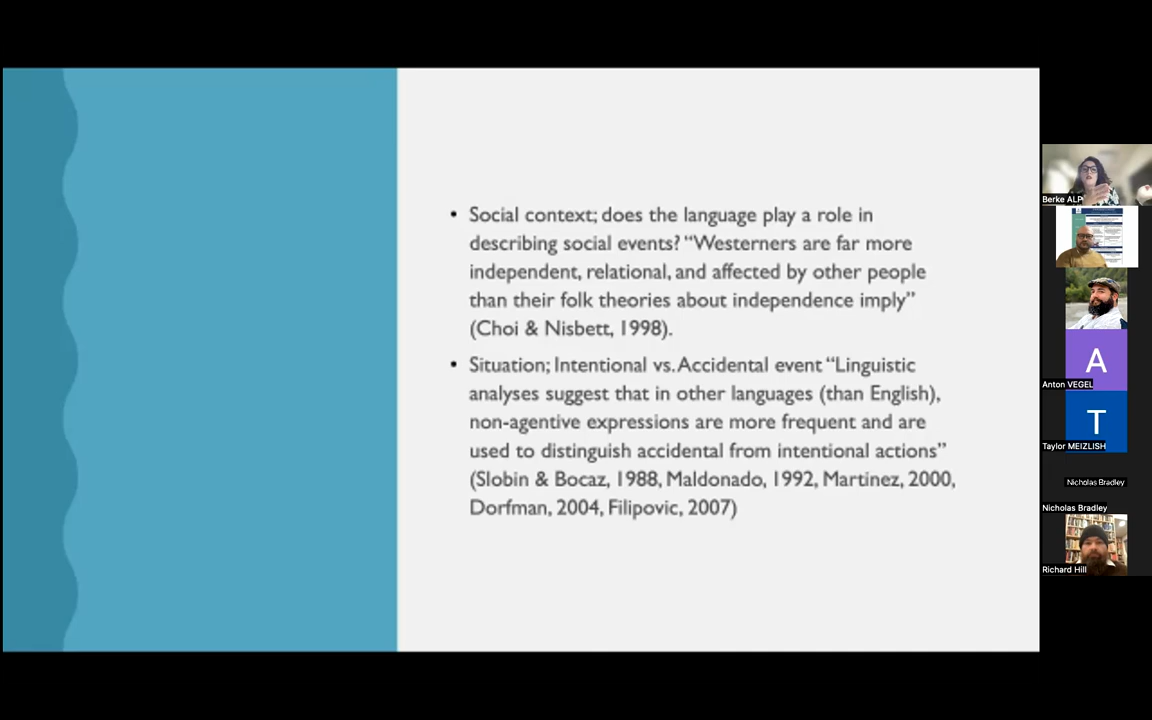 • Social context; does the language play a role in
describing social events? “Westerners are far more
independent, relational, and affected by other people
than their folk theories about independence imply”
(Choi & Nisbett, 1998).
• Situation; Intentional vs. Accidental event “Linguistic
analyses suggest that in other languages (than English),
non-agentive expressions are more frequent and are
used to distinguish accidental from intentional actions”
(Slobin & Bocaz, 1988, Maldonado, 1992, Martinez, 2000,
Dorfman, 2004, Filipovic, 2007)
Berke ALP
A
Anton VEGEL
T
Taylor MEIZLISH
Nicholas Bradley
Nicholas Bradley
Richard Hill